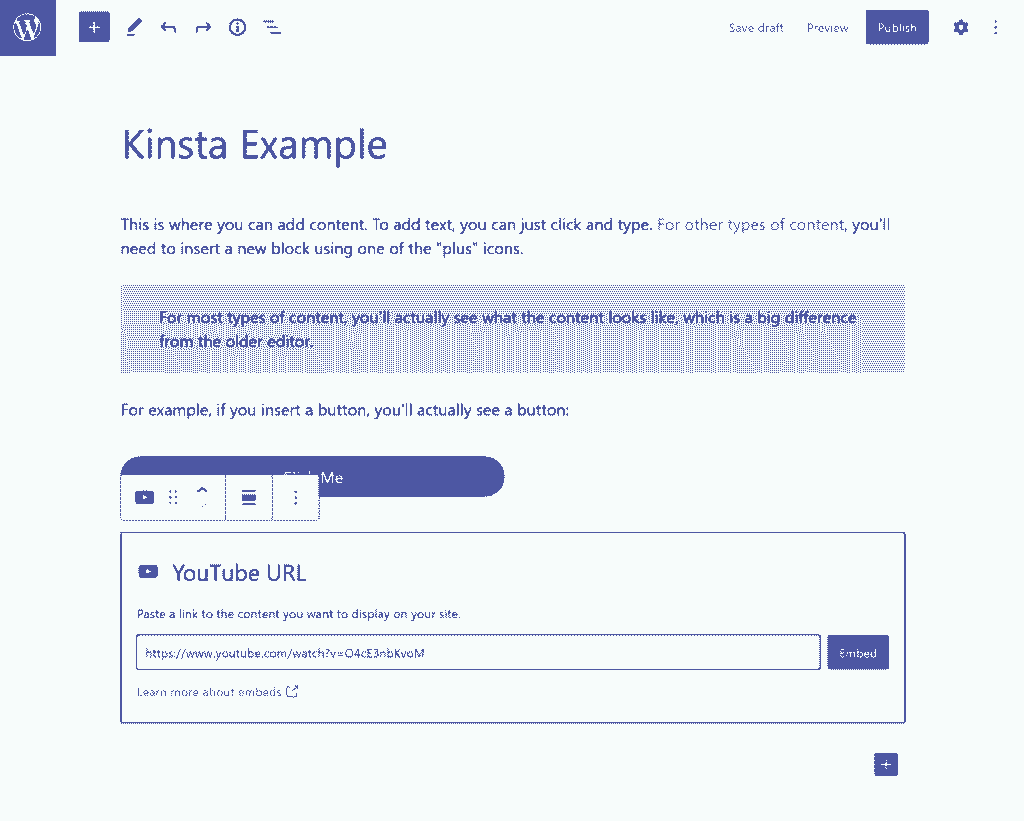 Save draft Preview Publish
Kinsta Example
This is where you can add content. To add text, you can just click and type. For other types of content, you'll
need to insert a new block using one of the "plus" icons.
For most types of content, you'll actually see what the content looks like, which is a big difference
from the older editor.
For example, if you insert a button, you'll actually see a button:
Me
YouTube URL
Paste a link to the content you want to display on your site.
https://www.youtube.com/watch?v=O4cE3nbKvoM
Embed
Learn more about embeds